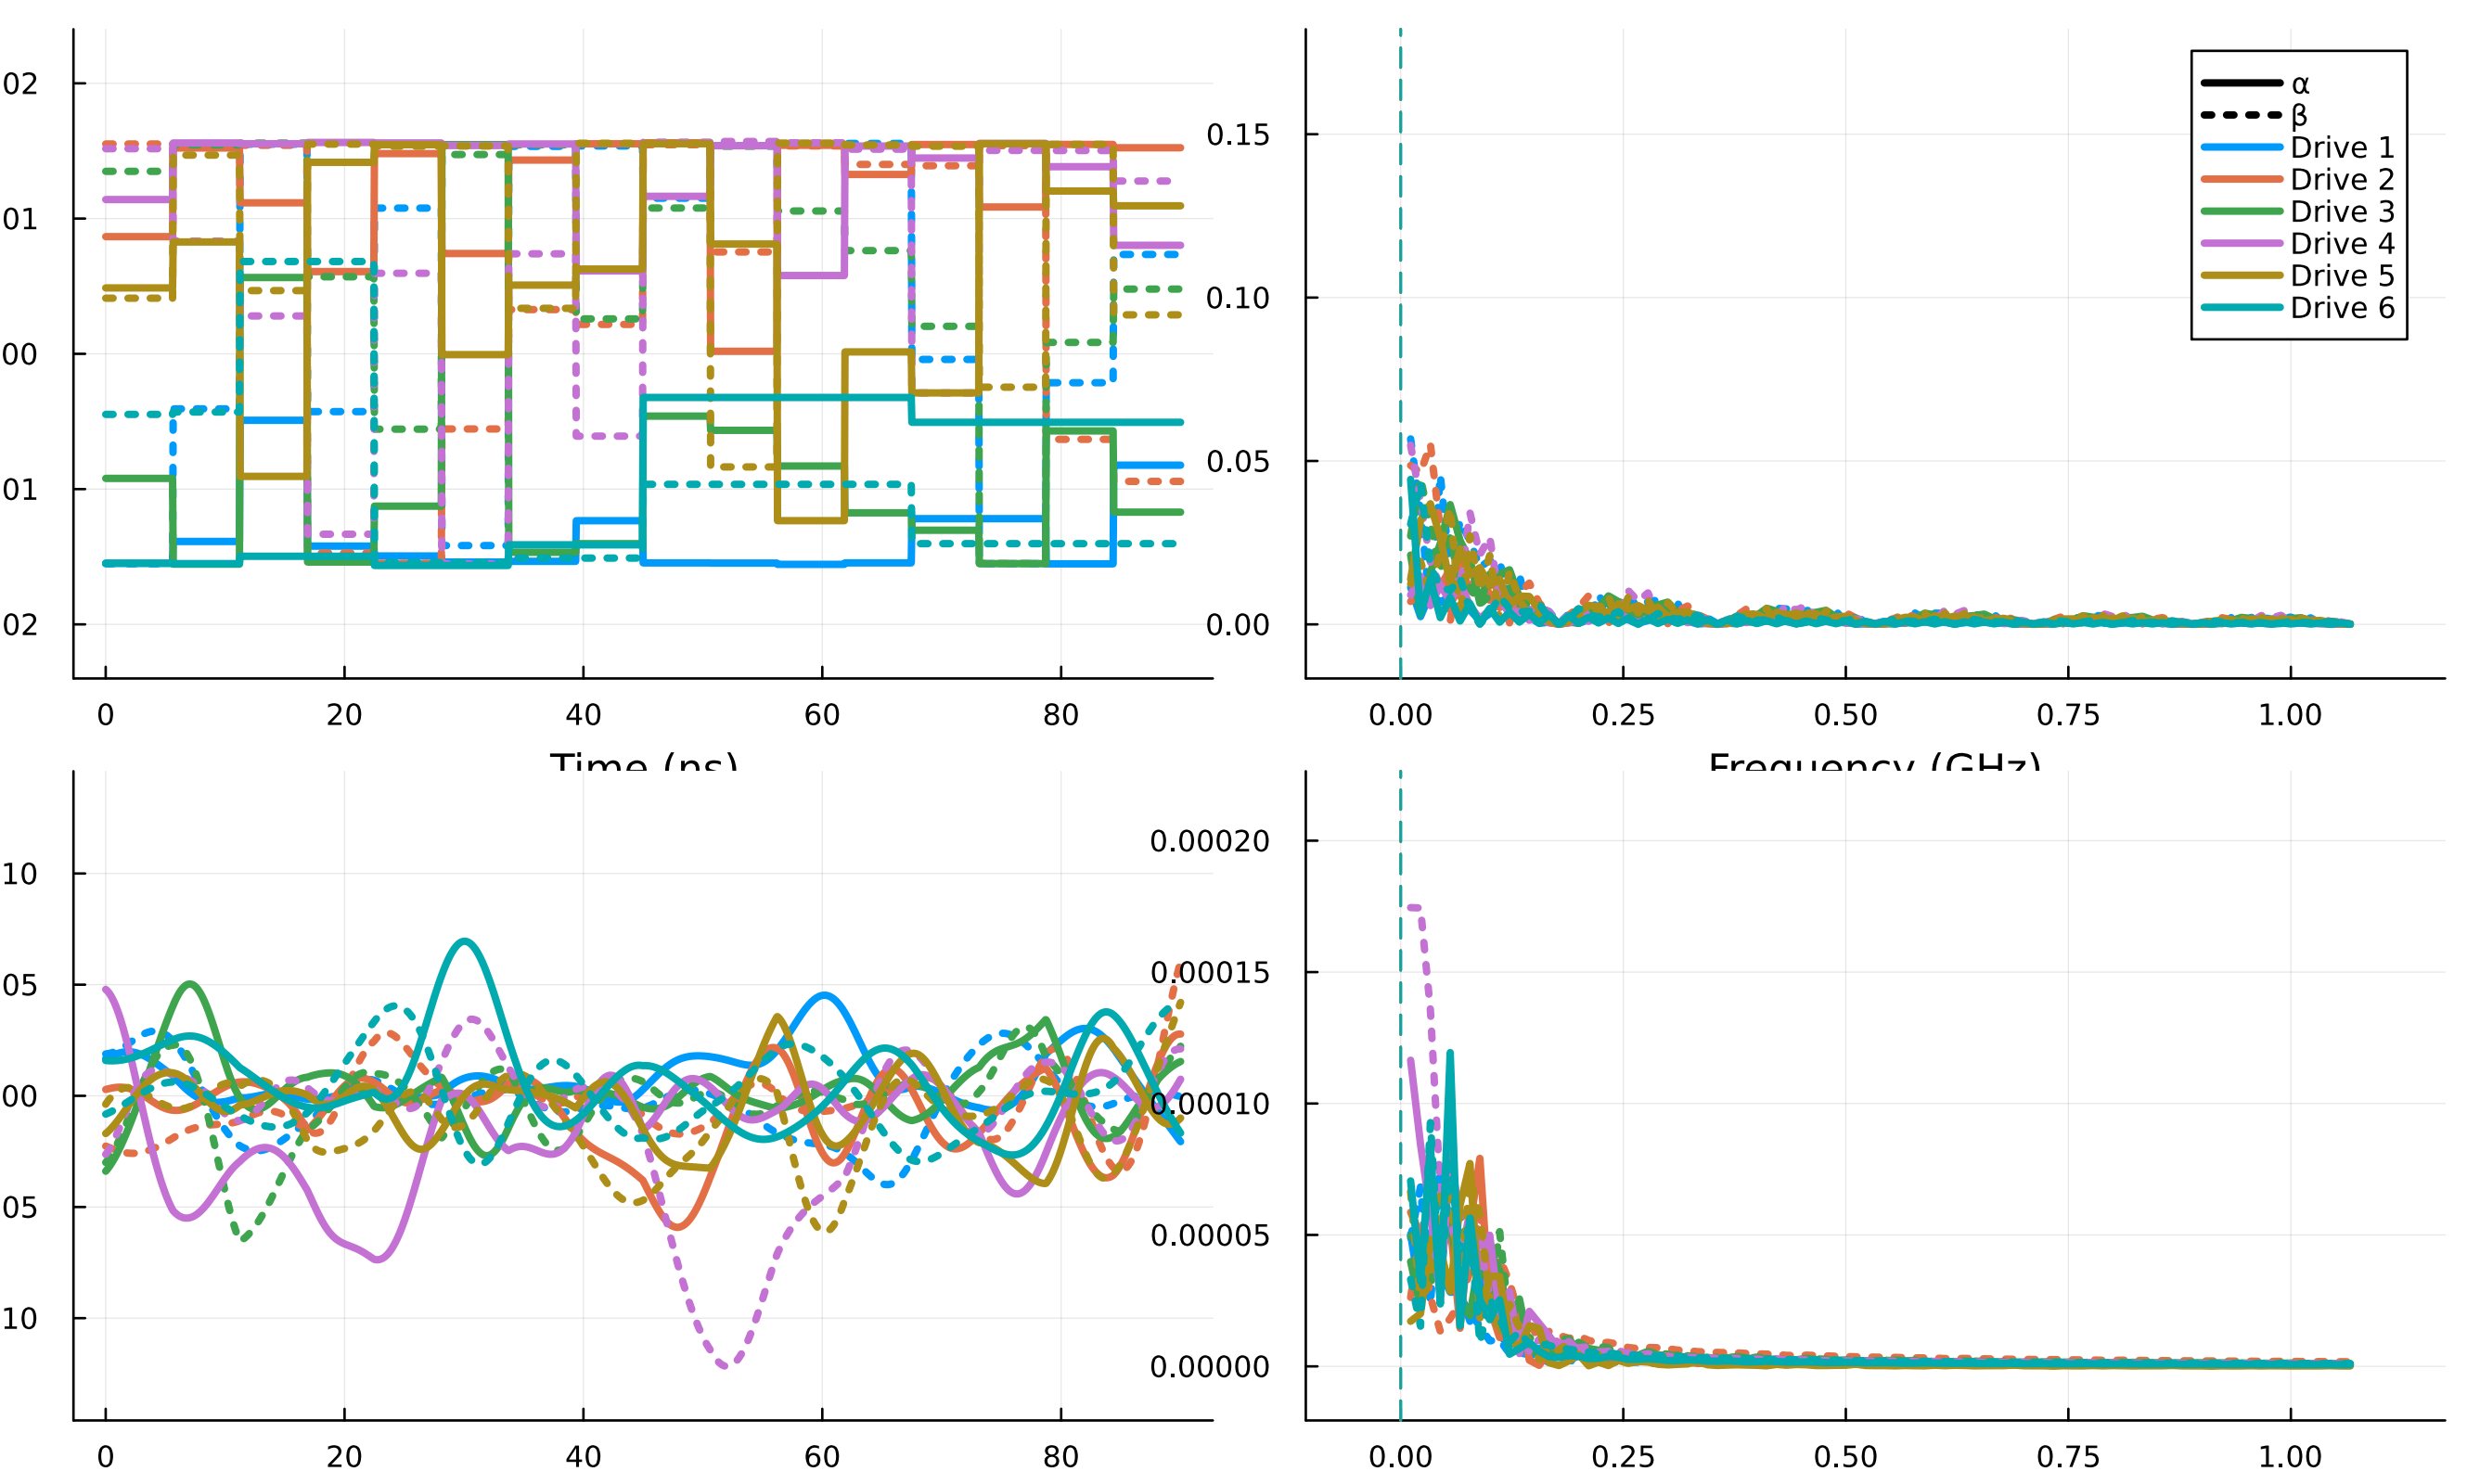 02
01
00
01
02
0 20 40 60 80
Time (ns)
0.15
0.10
0.05
0.00
0.00 0.25 0.50 0.75 1.00
Frequency (GHz)
α
β
Drive 1
Drive 2
Drive 3
Drive 4
Drive 5
Drive 6
10
05
00
05
10
0 20 40 60 80
0.00020
0.00015
0.00010
0.00005
0.00000
0.00 0.25 0.50 0.75 1.00